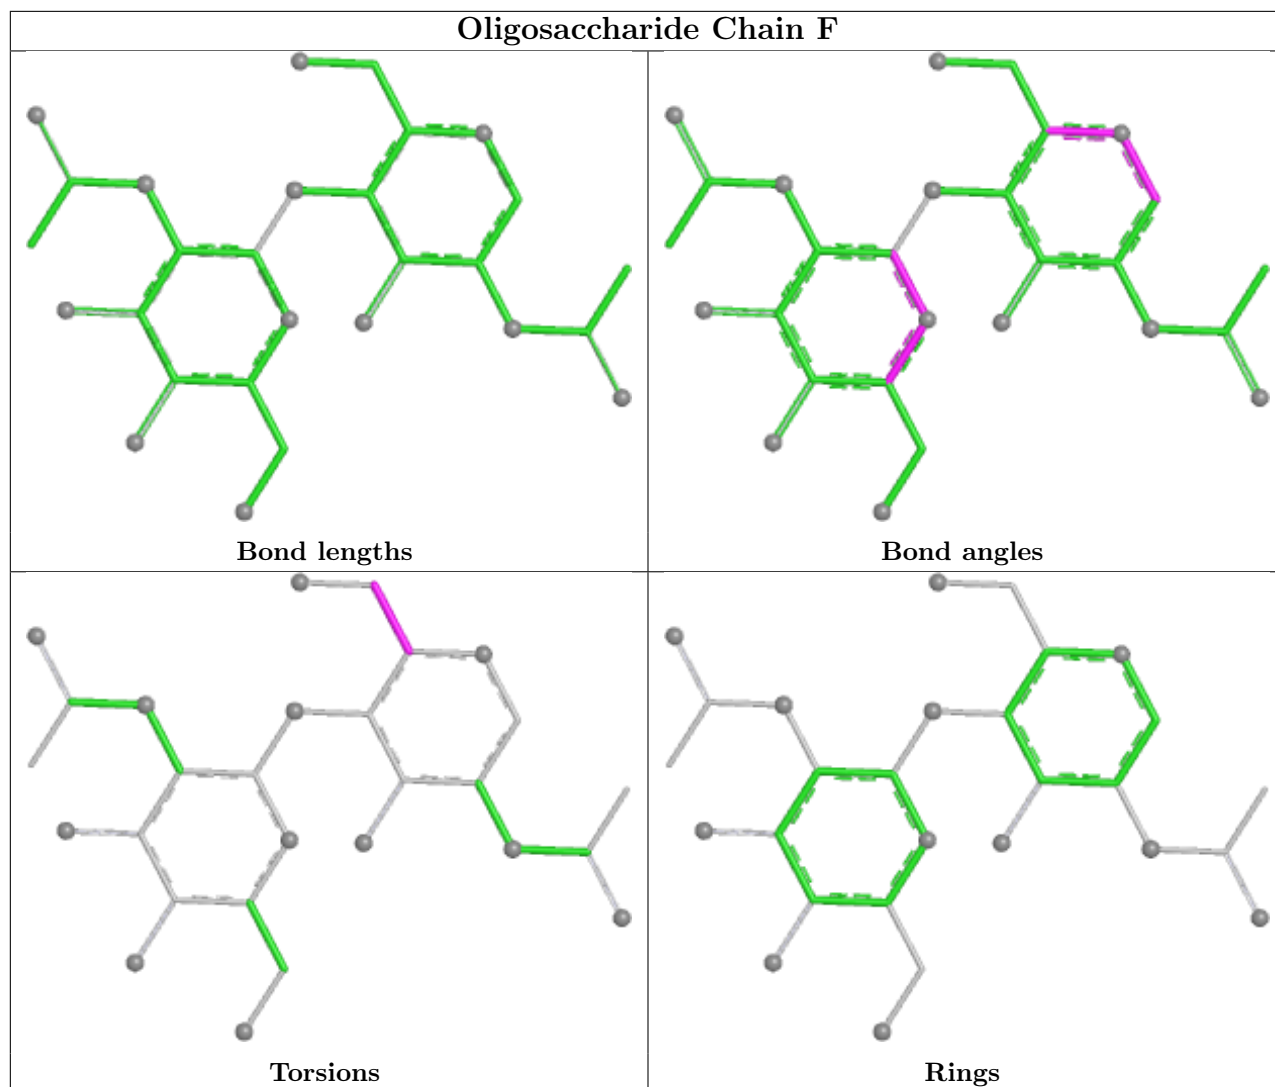 Oligosaccharide Chain F
Bond lengths
Bond angles
Torsions
Rings